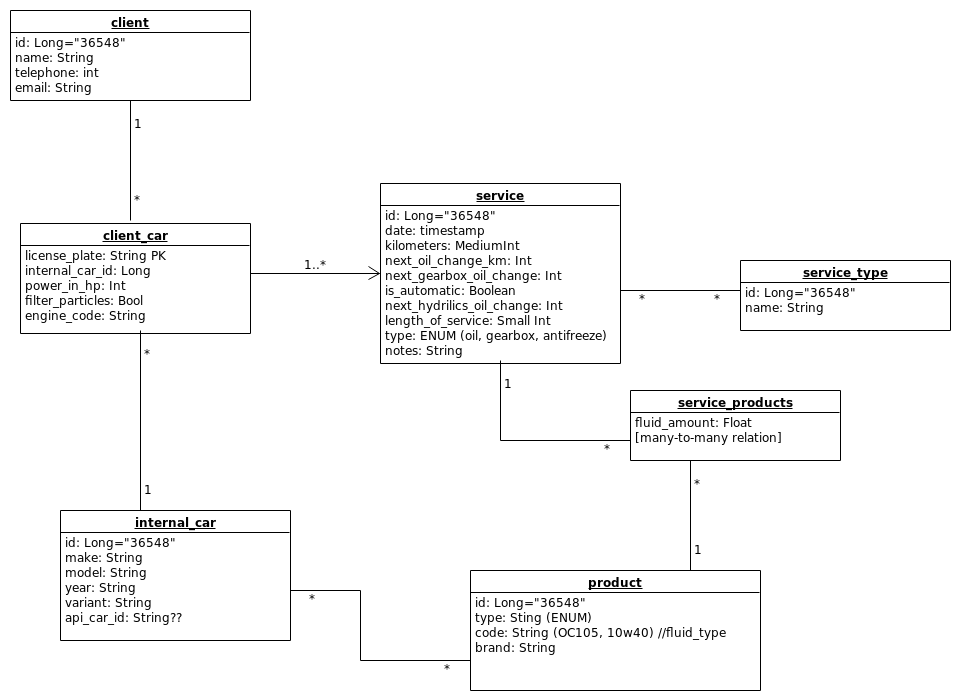 client
id: Long="36548"
name: String
telephone: int
email: String
1
*
client_car
license_plate: String PK
internal_car_id: Long
power_in_hp: Int
filter_particles: Bool
engine_code: String
1..*
service
id: Long="36548"
date: timestamp
kilometers: MediumInt
next_oil_change_km: Int
next_gearbox_oil_change: Int
is_automatic: Boolean
next_hydrilics_oil_change: Int
length_of_service: Small Int
type: ENUM (oil, gearbox, antifreeze)
notes: String
*
*
service_type
id: Long="36548"
name: String
1
*
service_products
fluid_amount: Float
[many-to-many relation]
*
1
*
1
internal_car
id: Long="36548"
make: String
model: String
year: String
variant: String
api_car_id: String??
*
*
product
id: Long="36548"
type: Sting (ENUM)
code: String (OC105, 10w40) //fluid_type
brand: String